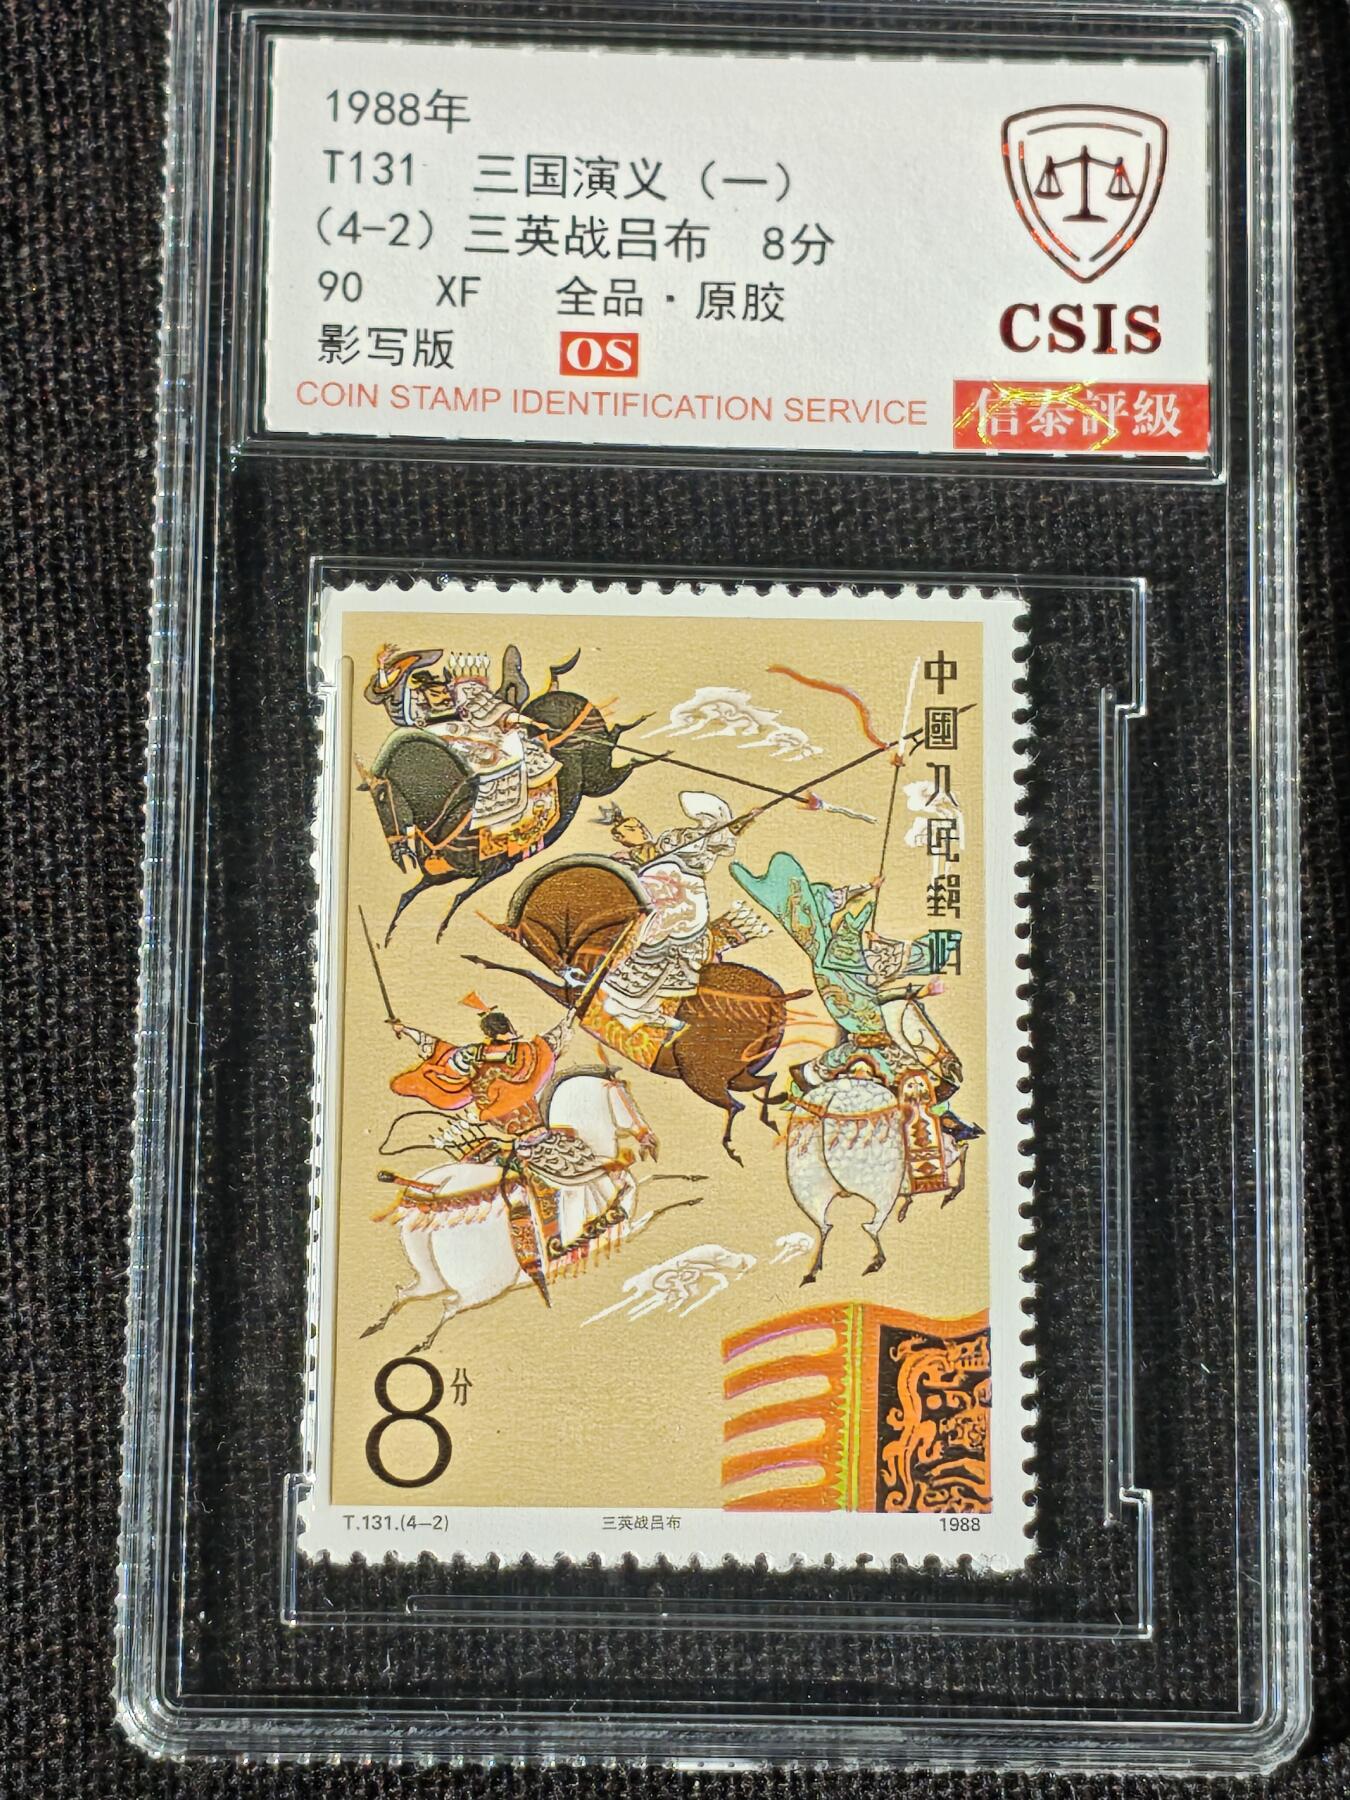 1988年
T131 三国演义（一）
（4-2）三英战吕布 8分
90 XF 全品·原胶
影写版 OS
COIN STAMP IDENTIFICATION SERVICE
CSIS
信泰評級
中國人民郵政
8分
T.131.(4—2) 三英战吕布 1988